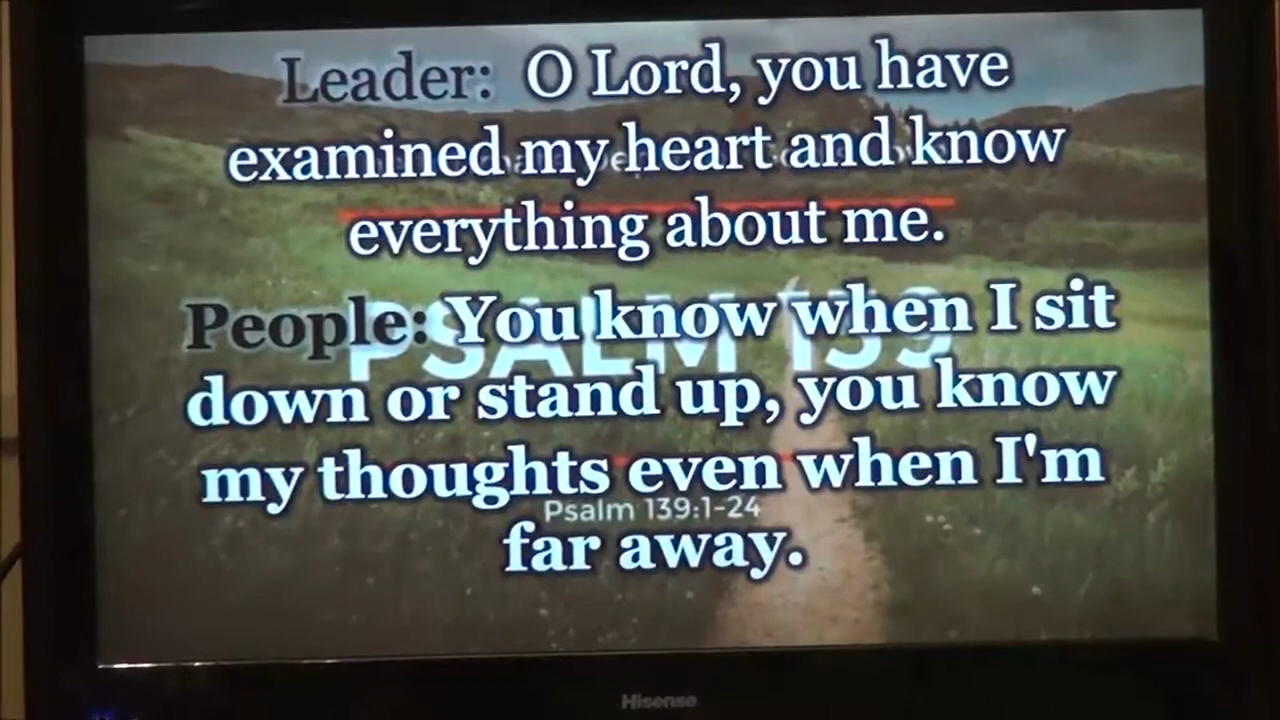 Leader: O Lord, you have
examined my heart and know
everything about me.
People: You know when I sit
PSALM 139
down or stand up, you know
my thoughts even when I'm
Psalm 139:1-24
far away.
Hisense